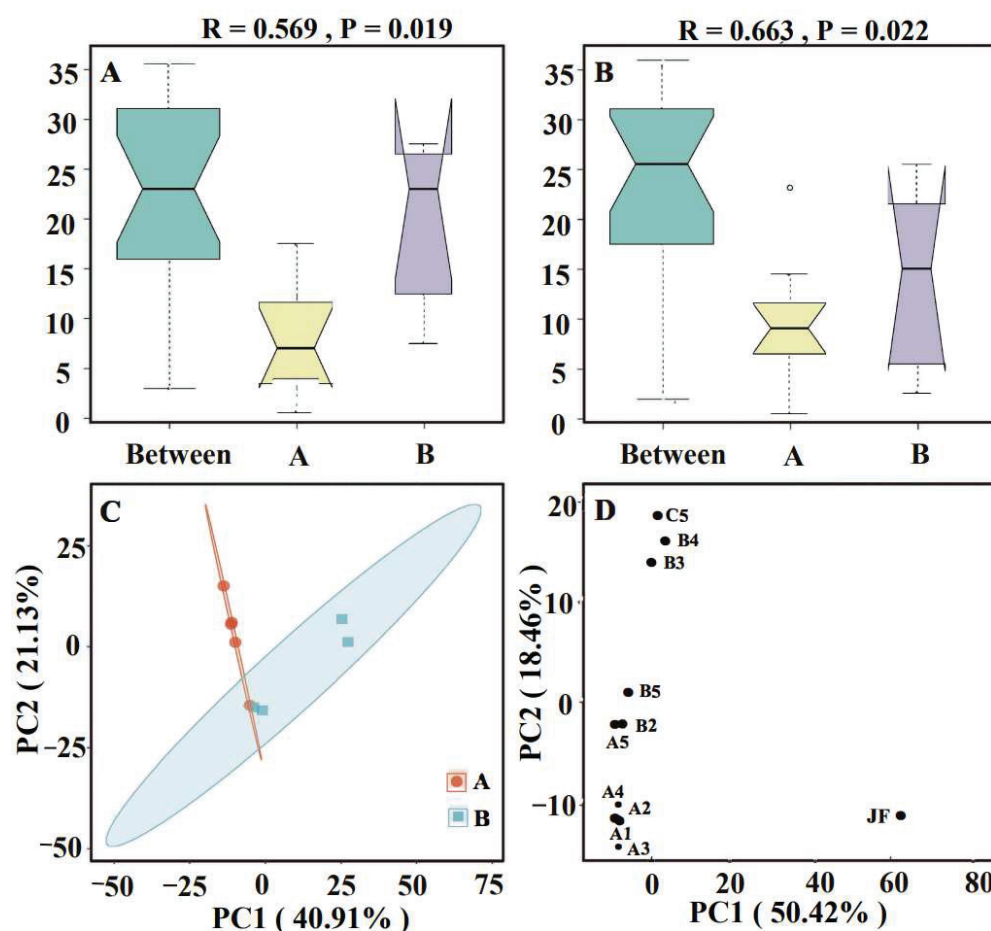 R = 0.569 , P = 0.019
R = 0.663 , P = 0.022
A
35
30
25
20
15
10
5
0
Between
A
B
B
35
30
25
20
15
10
5
0
Between
A
B
C
25
0
−25
−50
PC2 ( 21.13%)
−50
−25
0
25
50
75
PC1 ( 40.91%)
A
B
D
20
10
0
−10
PC2 ( 18.46%)
C5
B4
B3
B5
B2
A5
A4
A2
A1
A3
JF
0
20
40
60
80
PC1 ( 50.42%)